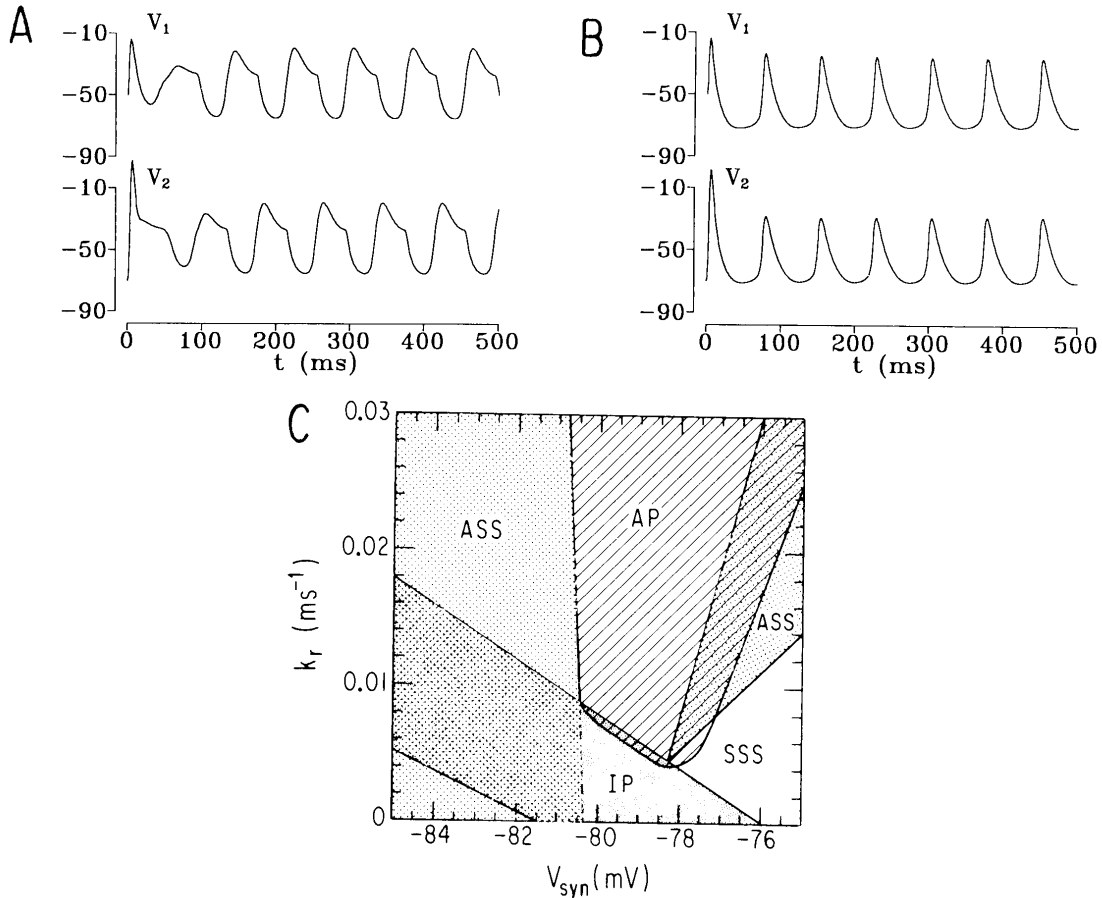 A
V₁
−10
−50
−90
V₂
−10
−50
−90
0 100 200 300 400 500
t (ms)
B
V₁
−10
−50
−90
V₂
−10
−50
−90
0 100 200 300 400 500
t (ms)
C
0.03
0.02
0.01
0
kᵣ (ms⁻¹)
ASS
AP
ASS
SSS
IP
−84 −82 −80 −78 −76
Vsyn (mV)